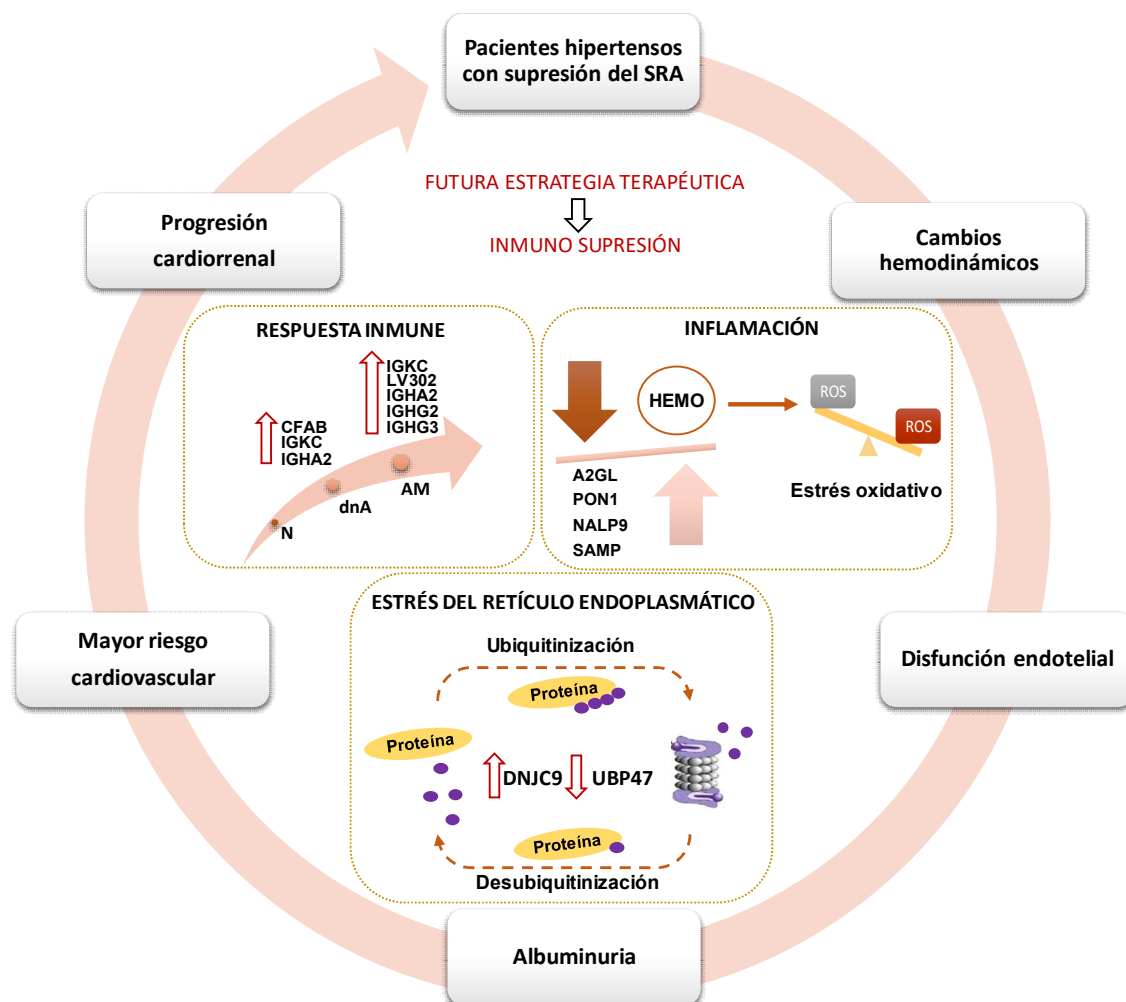 Pacientes hipertensos
con supresión del SRA
FUTURA ESTRATEGIA TERAPÉUTICA
INMUNO SUPRESIÓN
Progresión
cardiorrenal
Cambios
hemodinámicos
RESPUESTA INMUNE
CFAB
IGKC
IGHA2
IGKC
LV302
IGHA2
IGHG2
IGHG3
N
dnA
AM
INFLAMACIÓN
HEMO
ROS
ROS
A2GL
PON1
NALP9
SAMP
Estrés oxidativo
Mayor riesgo
cardiovascular
Disfunción endotelial
ESTRÉS DEL RETÍCULO ENDOPLASMÁTICO
Ubiquitinización
Proteína
Proteína
DNJC9
UBP47
Proteína
Desubiquitinización
Albuminuria